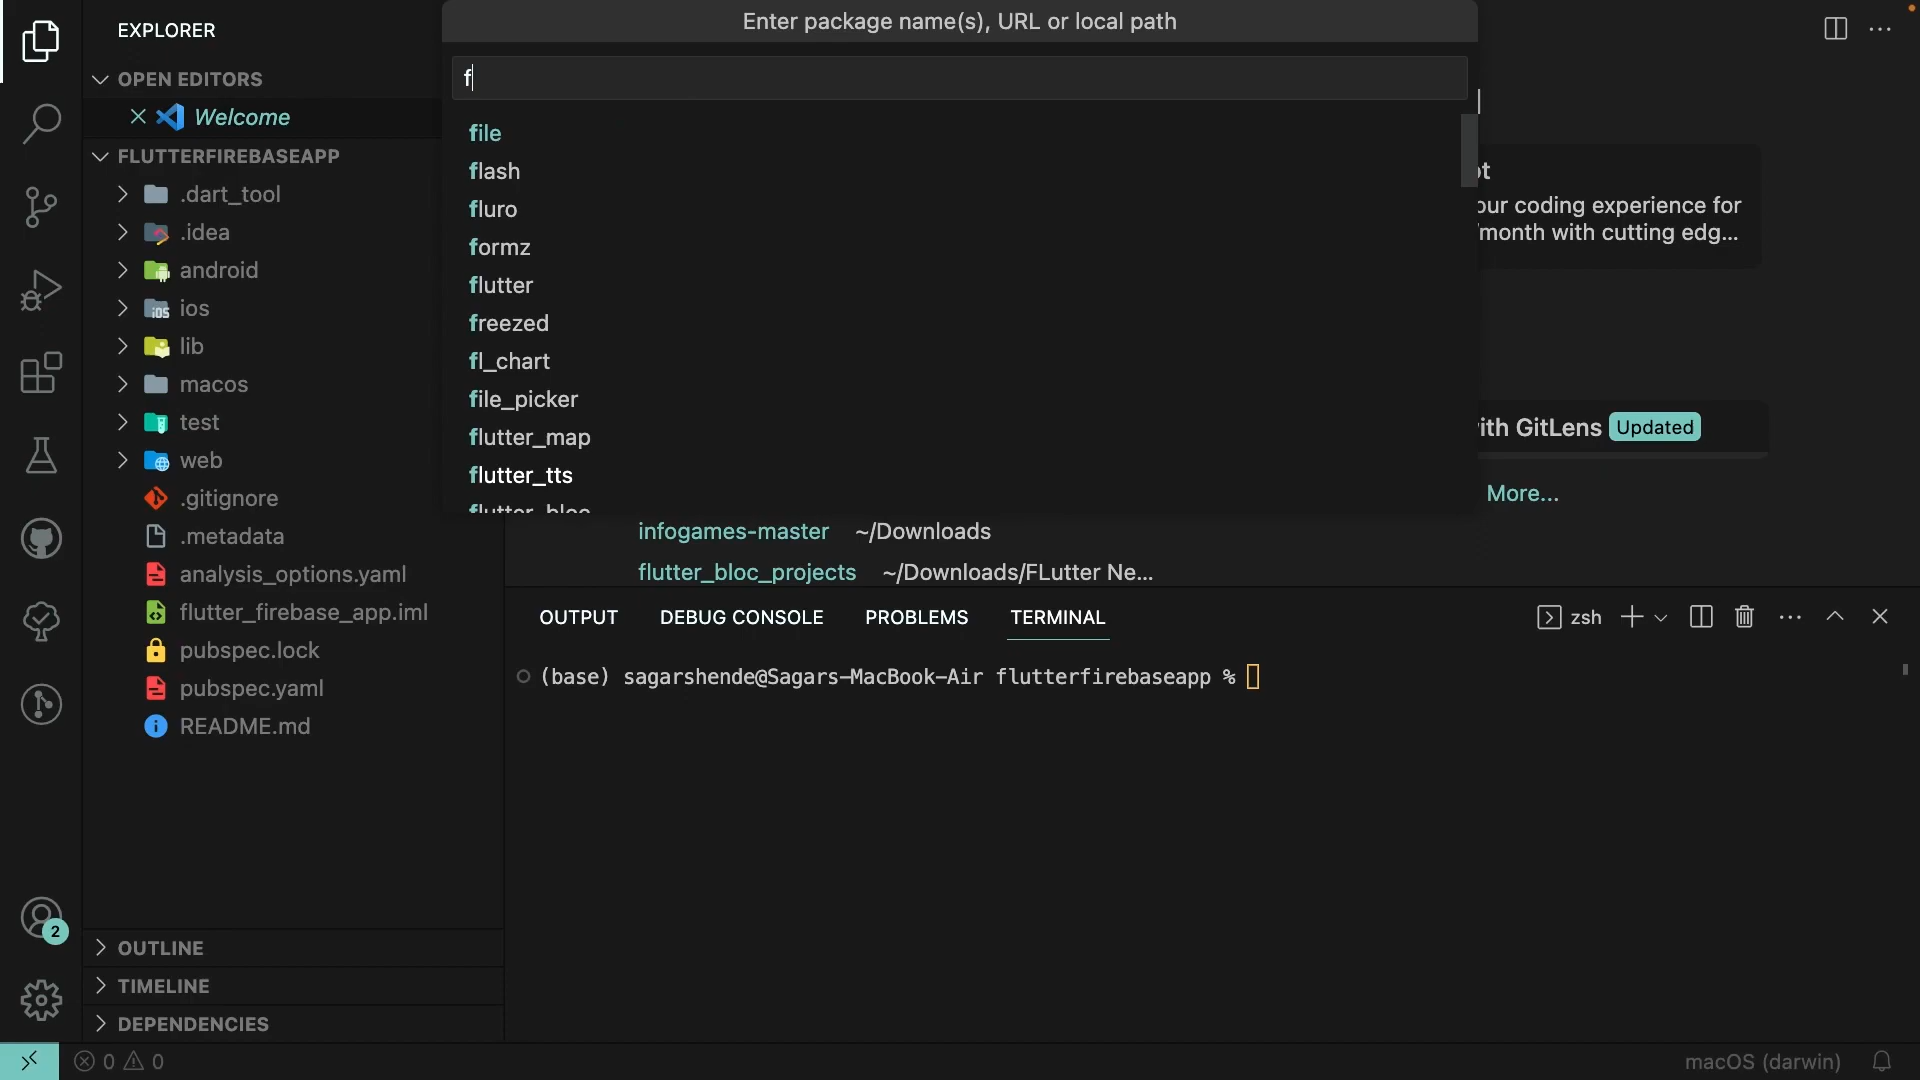 EXPLORER
OPEN EDITORS
Welcome
FLUTTERFIREBASEAPP
.dart_tool
.idea
android
ios
lib
macos
test
web
.gitignore
.metadata
analysis_options.yaml
flutter_firebase_app.iml
pubspec.lock
pubspec.yaml
README.md
2
OUTLINE
TIMELINE
DEPENDENCIES
Enter package name(s), URL or local path
f
file
flash
fluro
formz
flutter
freezed
fl_chart
file_picker
flutter_map
flutter_tts
flutter_bloc
our coding experience for
/month with cutting edg...
ith GitLens Updated
More...
infogames-master ~/Downloads
flutter_bloc_projects ~/Downloads/FLutter Ne...
OUTPUT DEBUG CONSOLE PROBLEMS TERMINAL
zsh
(base) sagarshende@Sagars-MacBook-Air flutterfirebaseapp %
0 0
macOS (darwin)